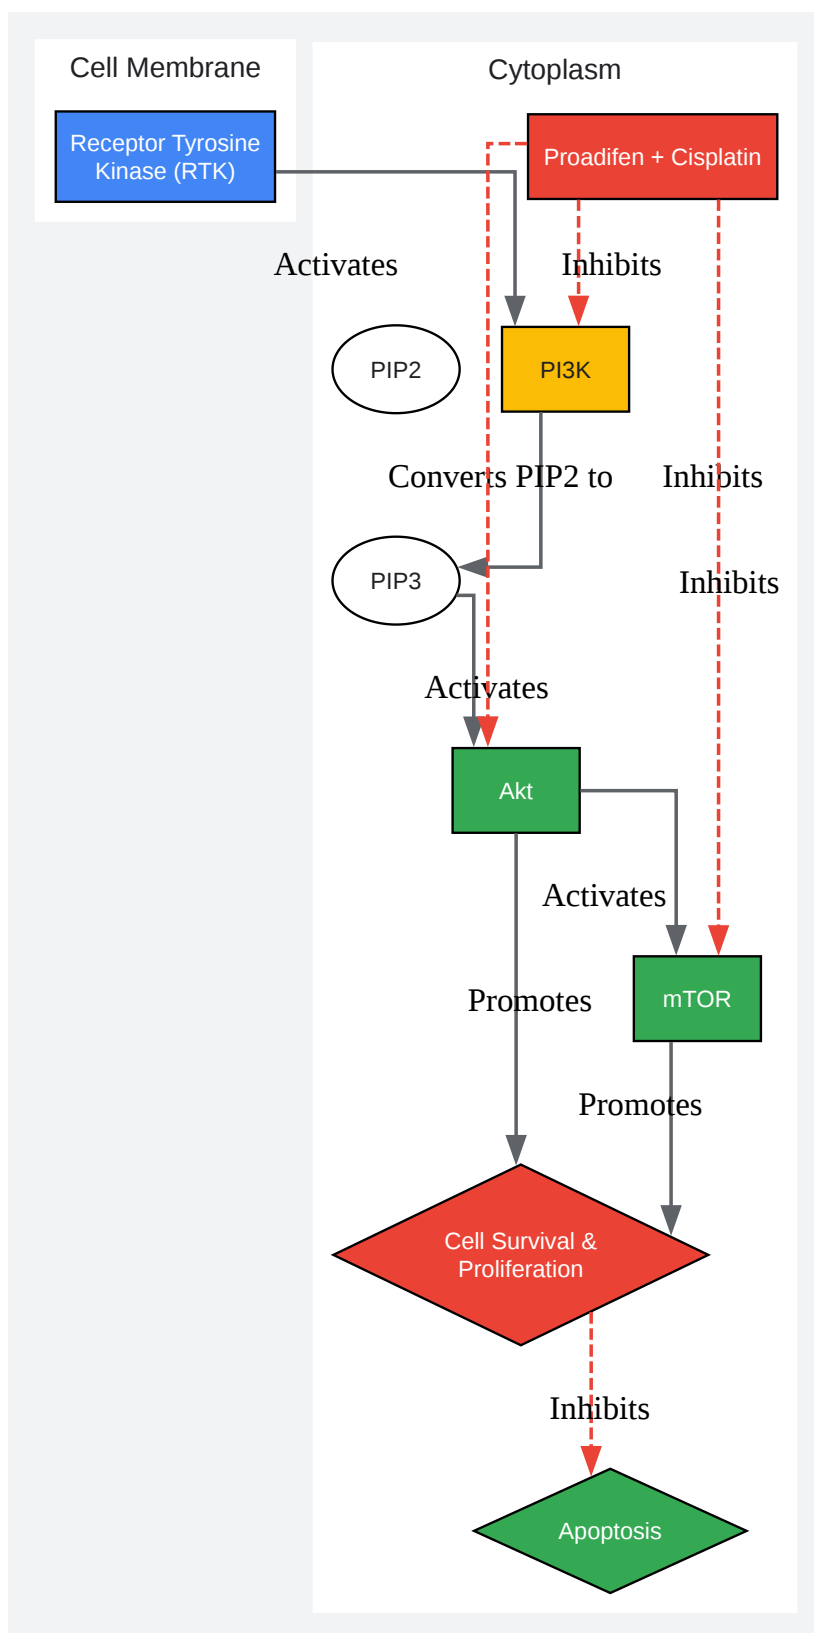 Cell Membrane
Cytoplasm
Receptor Tyrosine
Kinase (RTK)
Proadifen + Cisplatin
Activates
Inhibits
PIP2
PI3K
Converts PIP2 to
Inhibits
PIP3
Inhibits
Activates
Akt
Activates
Promotes
mTOR
Promotes
Cell Survival &
Proliferation
Inhibits
Apoptosis